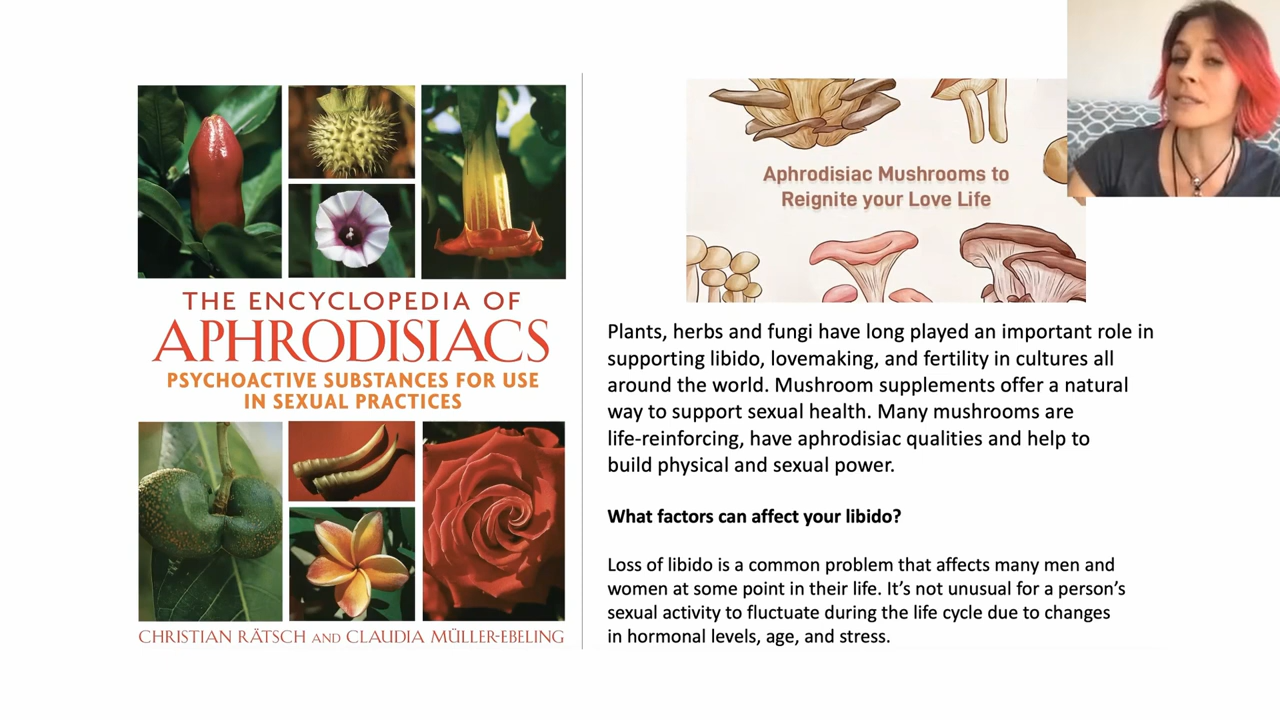 THE ENCYCLOPEDIA OF
APHRODISIACS
PSYCHOACTIVE SUBSTANCES FOR USE
IN SEXUAL PRACTICES
CHRISTIAN RÄTSCH AND CLAUDIA MÜLLER-EBELING
Aphrodisiac Mushrooms to
Reignite your Love Life
Plants, herbs and fungi have long played an important role in
supporting libido, lovemaking, and fertility in cultures all
around the world. Mushroom supplements offer a natural
way to support sexual health. Many mushrooms are
life-reinforcing, have aphrodisiac qualities and help to
build physical and sexual power.
What factors can affect your libido?
Loss of libido is a common problem that affects many men and
women at some point in their life. It’s not unusual for a person’s
sexual activity to fluctuate during the life cycle due to changes
in hormonal levels, age, and stress.